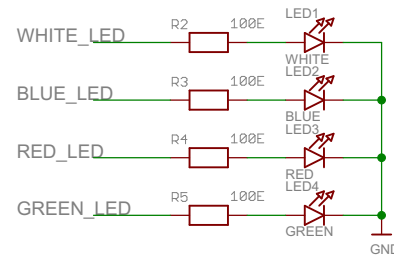 LED1
WHITE_LED R2 100E
WHITE
LED2
BLUE_LED R3 100E
BLUE
LED3
RED_LED R4 100E
RED
LED4
GREEN_LED R5 100E
GREEN
GND